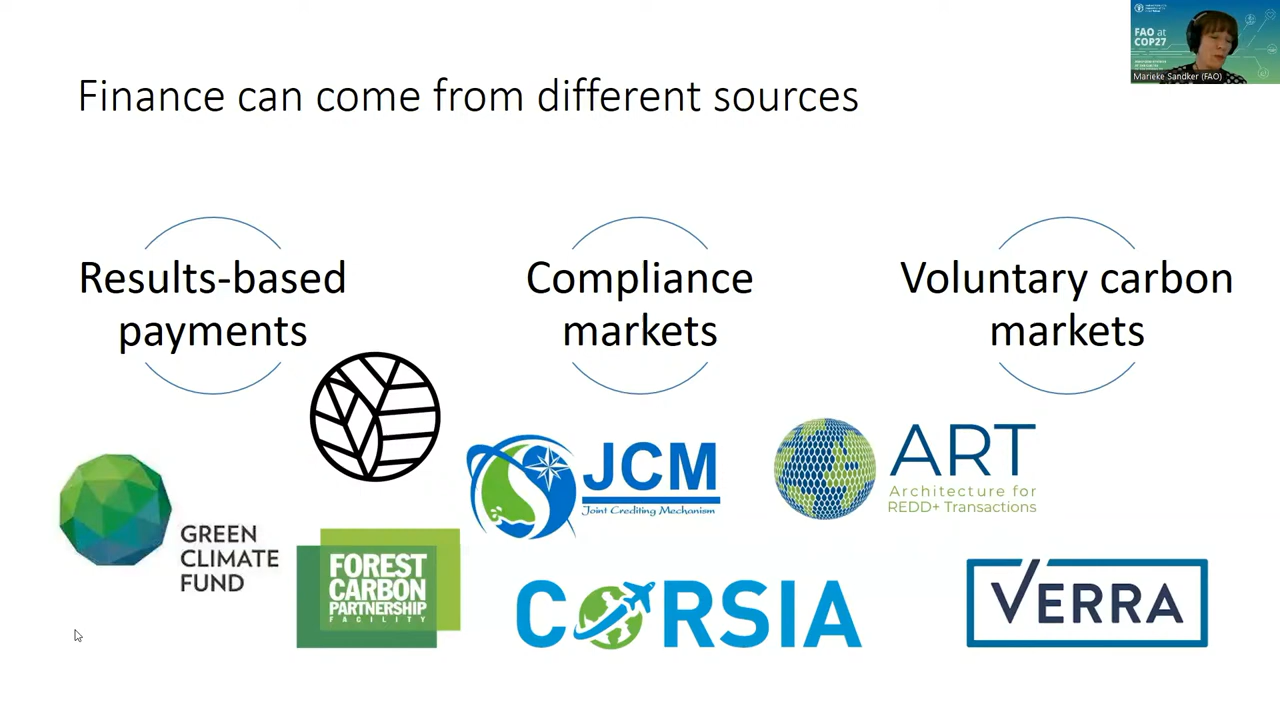 Finance can come from different sources
FAO at
COP27
Marieke Sandker (FAO)
Results-based
payments
Compliance
markets
Voluntary carbon
markets
GREEN
CLIMATE
FUND
FOREST
CARBON
PARTNERSHIP
FACILITY
JCM
Joint Crediting Mechanism
CORSIA
ART
Architecture for
REDD+ Transactions
VERRA